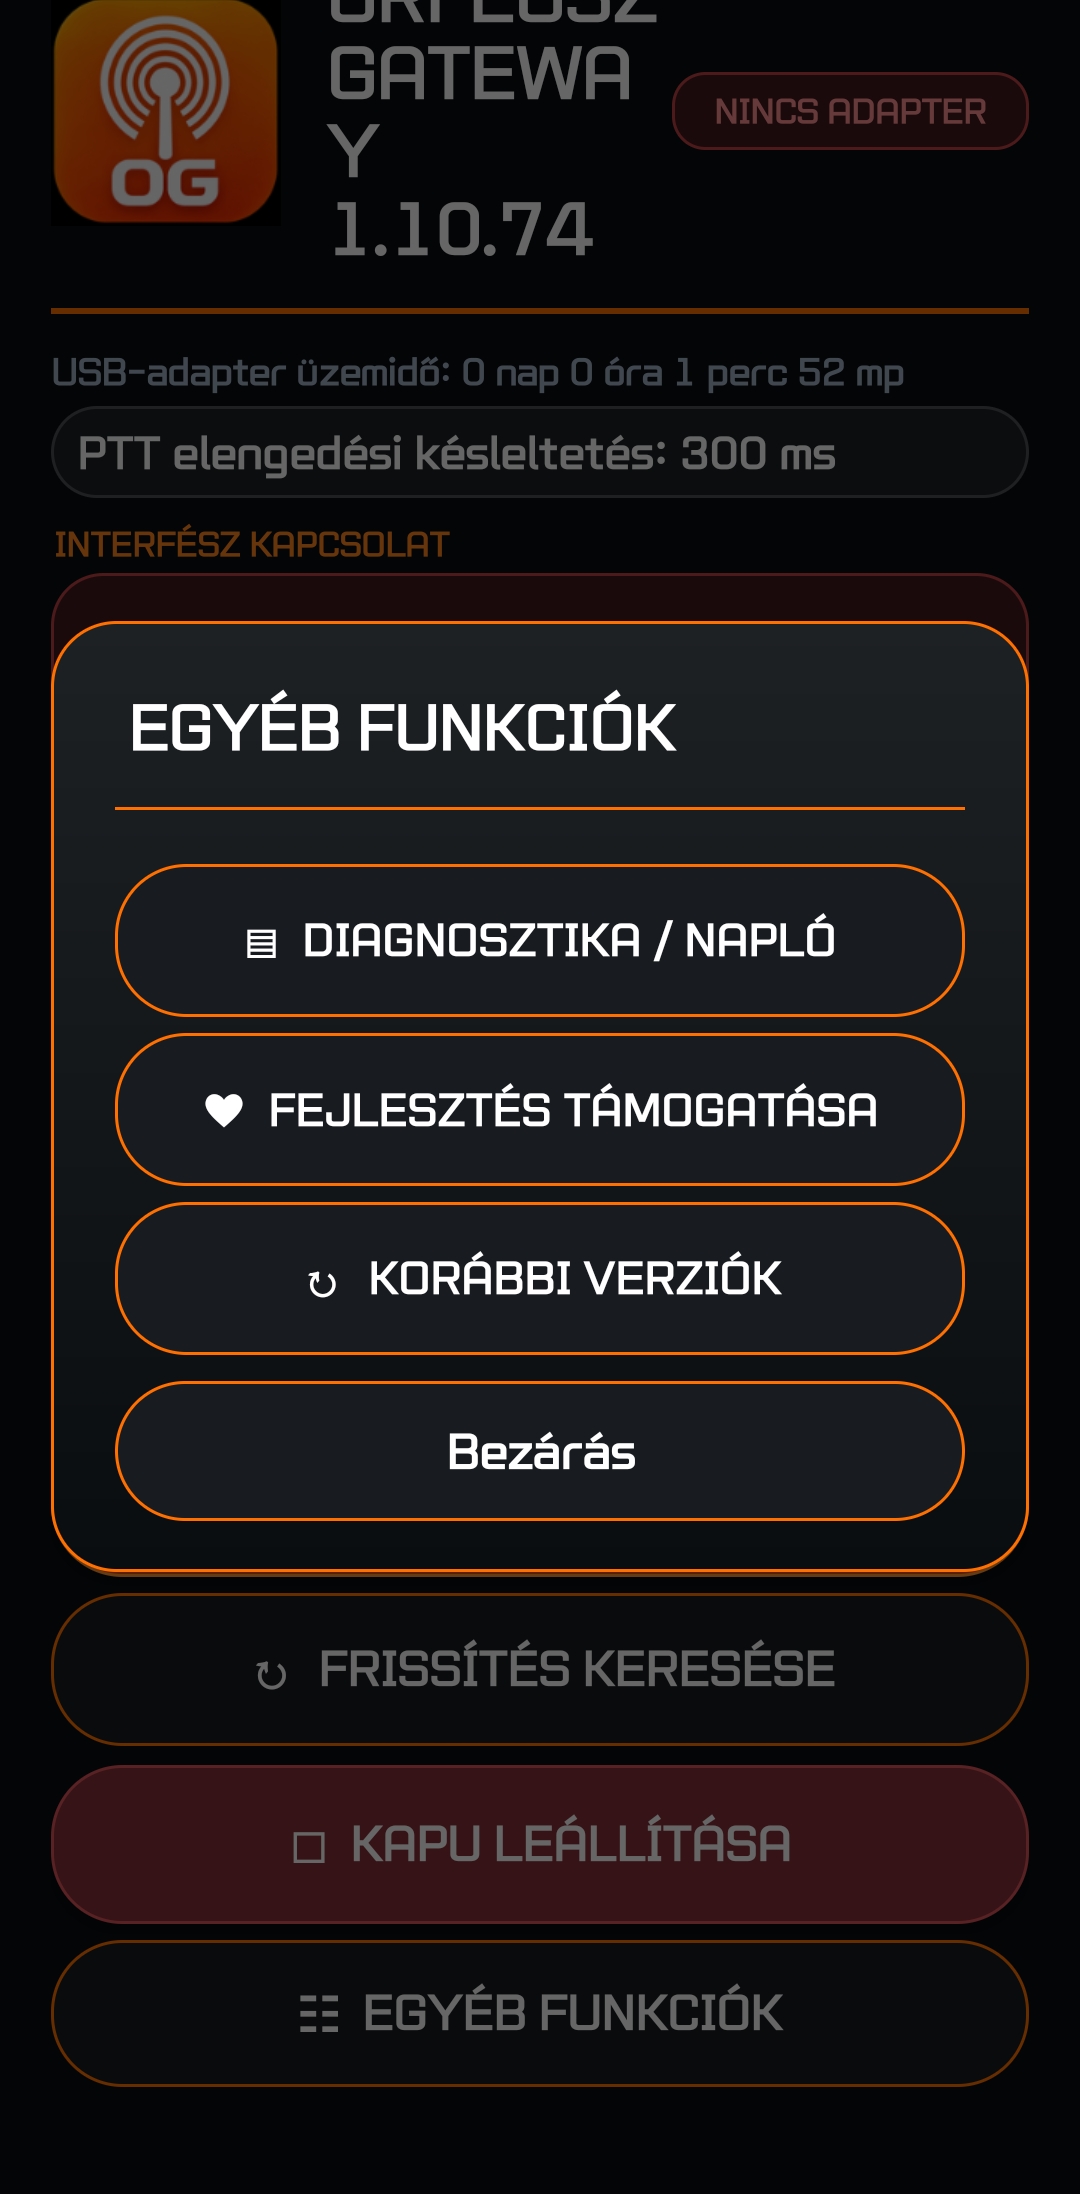 OG
ORFEUSZ
GATEWA
Y
1.10.74
NINCS ADAPTER
USB-adapter üzemidő: 0 nap 0 óra 1 perc 52 mp
PTT elengedési késleltetés: 300 ms
INTERFÉSZ KAPCSOLAT
EGYÉB FUNKCIÓK
DIAGNOSZTIKA / NAPLÓ
FEJLESZTÉS TÁMOGATÁSA
KORÁBBI VERZIÓK
Bezárás
FRISSÍTÉS KERESÉSE
KAPU LEÁLLÍTÁSA
EGYÉB FUNKCIÓK